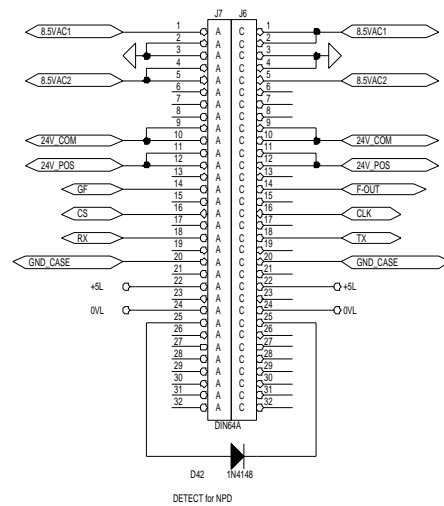 J7 J6
8.5VAC1 1 A C 1 8.5VAC1
2 A C 2
3 A C 3
4 A C 4
8.5VAC2 5 A C 5 8.5VAC2
6 A C 6
7 A C 7
8 A C 8
9 A C 9
24V_COM 10 A C 10 24V_COM
11 A C 11
24V_POS 12 A C 12 24V_POS
13 A C 13
GF 14 A C 14 F-OUT
15 A C 15
CS 16 A C 16 CLK
17 A C 17
RX 18 A C 18 TX
19 A C 19
GND_CASE 20 A C 20 GND_CASE
21 A C 21
+5L 22 A C 22 +5L
23 A C 23
0VL 24 A C 24 0VL
25 A C 25
26 A C 26
27 A C 27
28 A C 28
29 A C 29
30 A C 30
31 A C 31
32 A C 32
DIN64A
D42 1N4148
DETECT for NPD